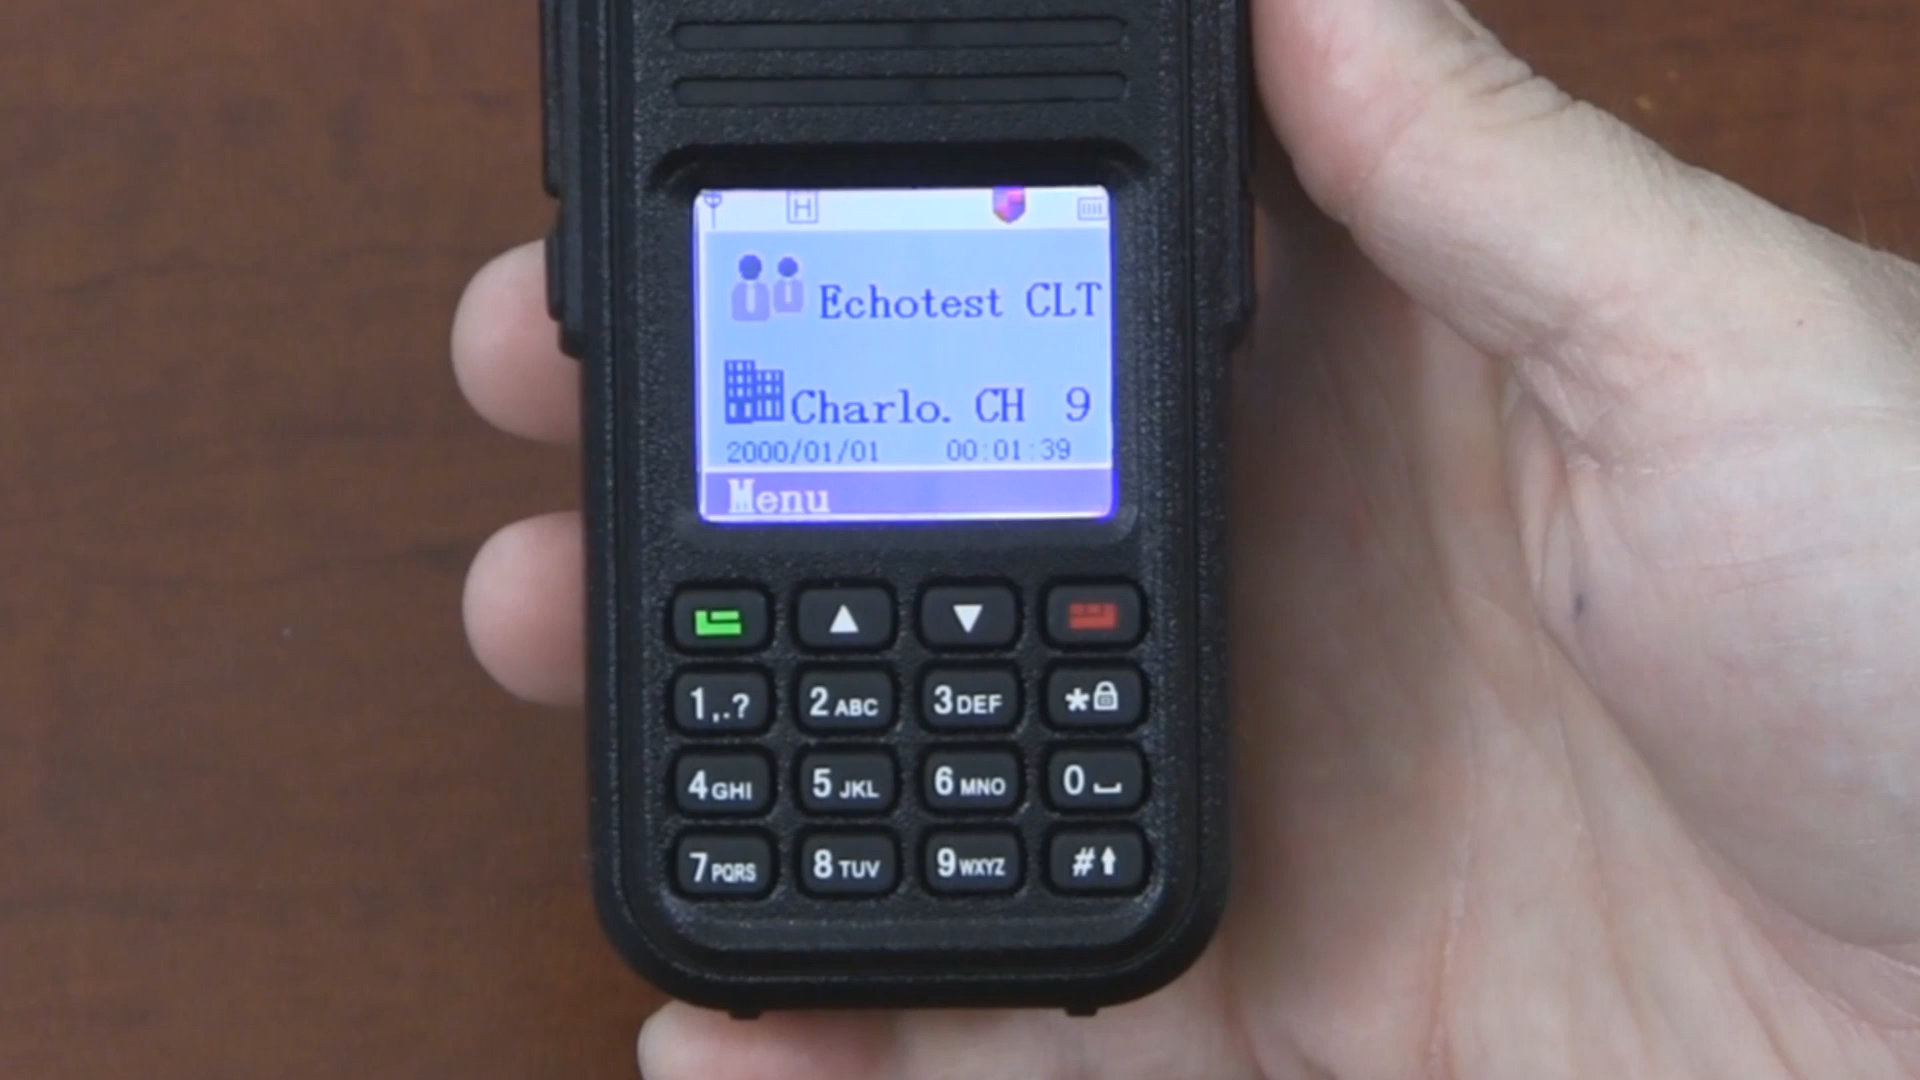 H
Echotest CLT
Charlo. CH 9
2000/01/01 00:01:39
Menu
1,.? 2ABC 3DEF *
4GHI 5JKL 6MNO 0
7PQRS 8TUV 9WXYZ #